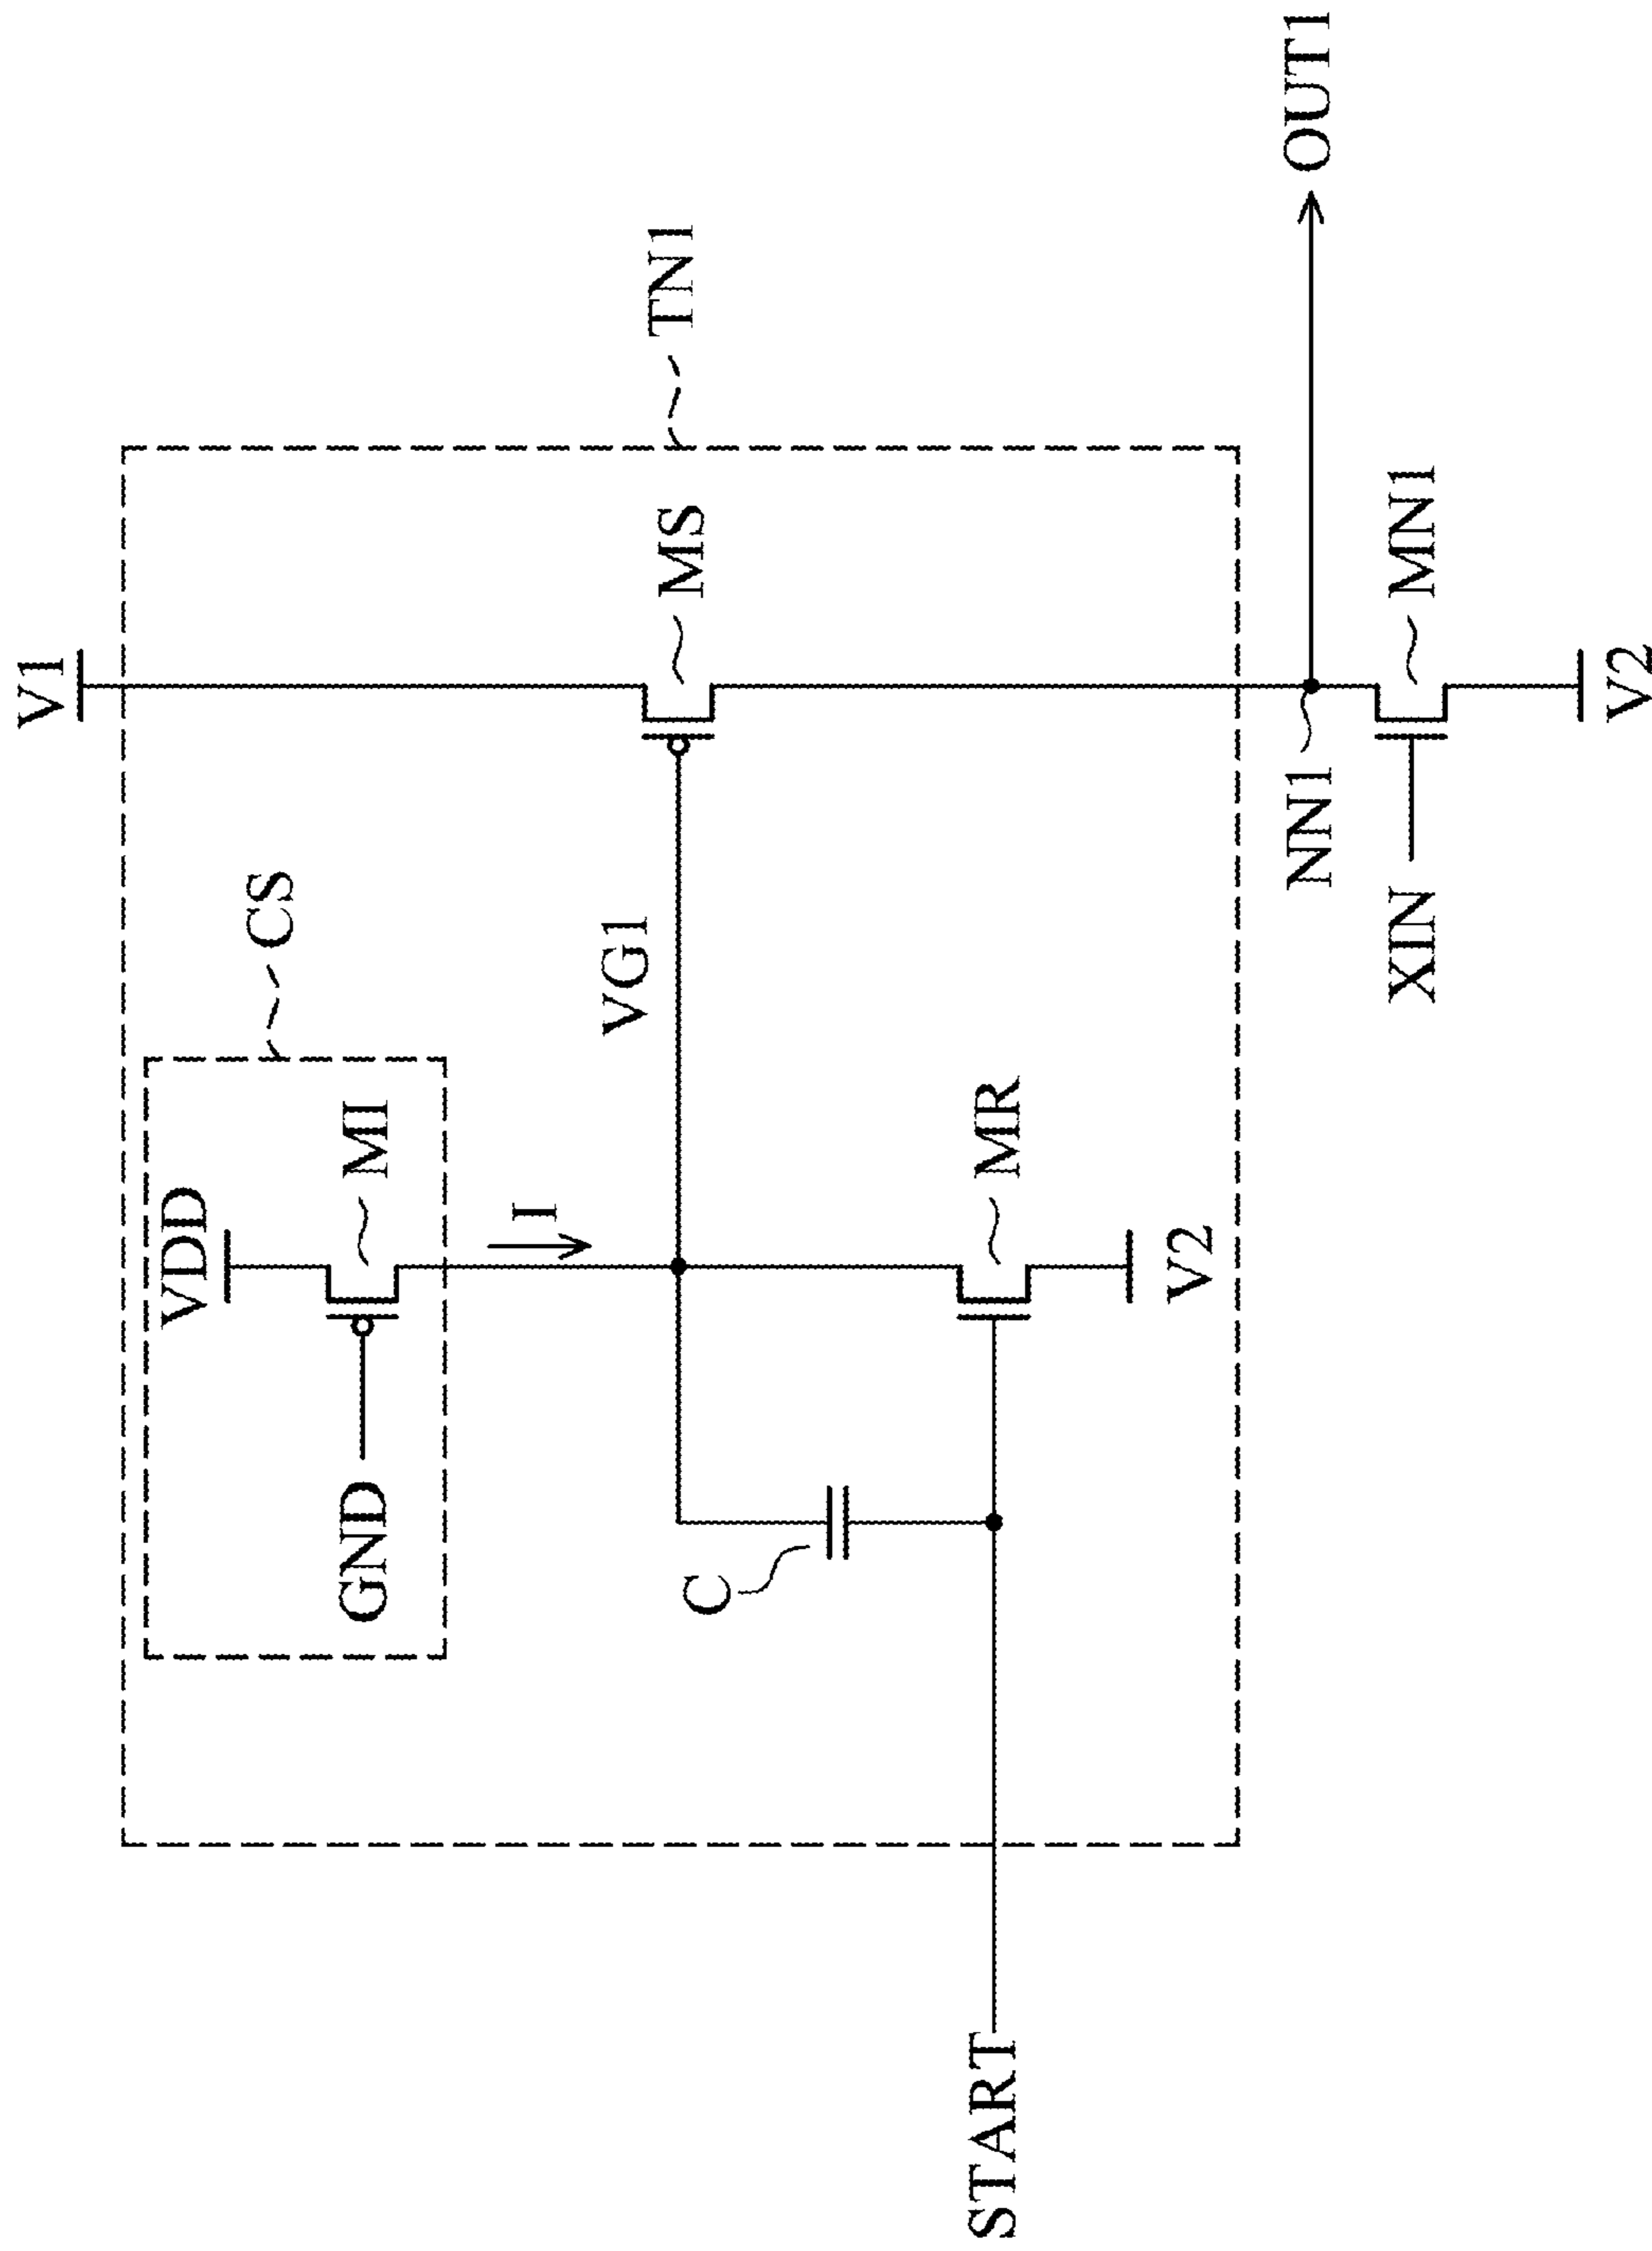 V1
VDD
CS
MI
GND
I
TN1
VG1
MS
C
MR
START
V2
NN1
OUT1
XIN
MN1
V2